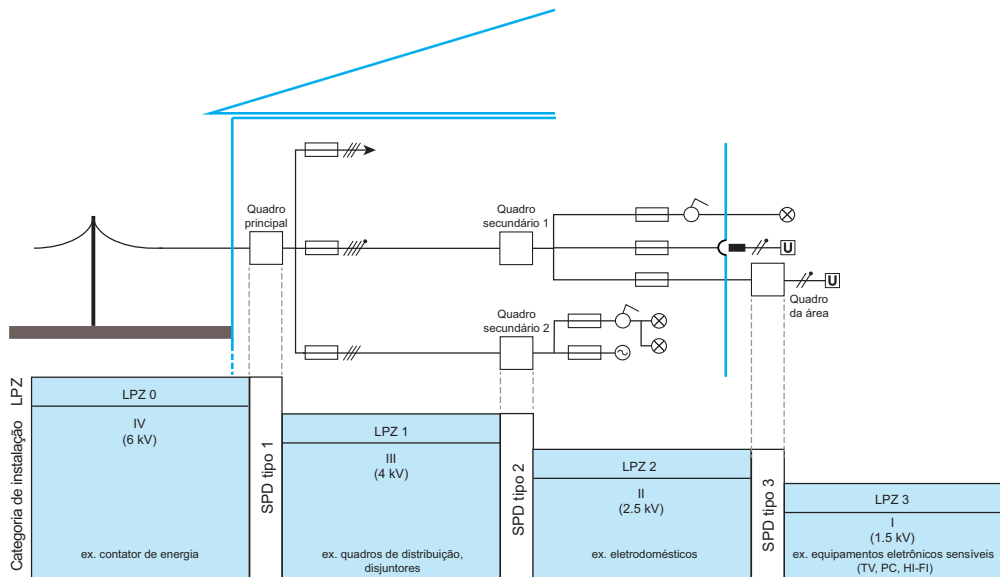 Quadro
principal
Quadro
secundário 1
U
U
Quadro
da área
Quadro
secundário 2
LPZ
Categoria de instalação
LPZ 0
IV
(6 kV)
ex. contator de energia
SPD tipo 1
LPZ 1
III
(4 kV)
ex. quadros de distribuição,
disjuntores
SPD tipo 2
LPZ 2
II
(2.5 kV)
ex. eletrodomésticos
SPD tipo 3
LPZ 3
I
(1.5 kV)
ex. equipamentos eletrônicos sensíveis
(TV, PC, HI-FI)